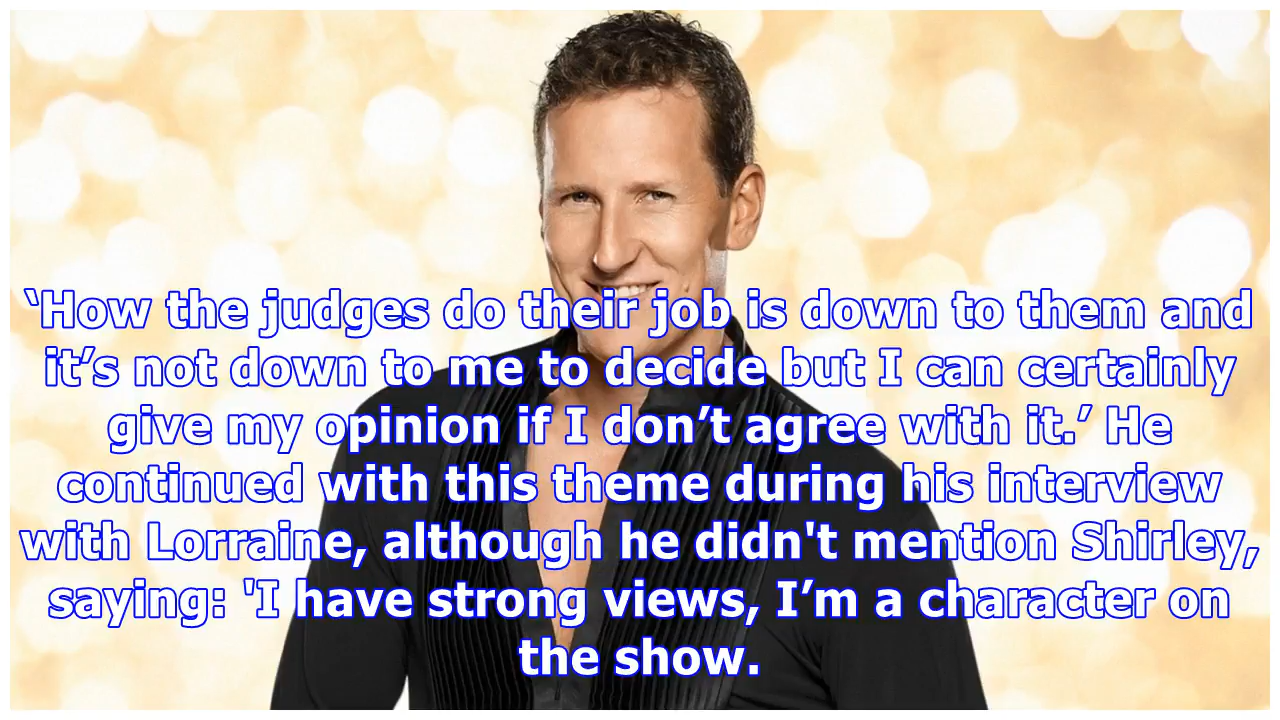 ‘How the judges do their job is down to them and
it’s not down to me to decide but I can certainly
give my opinion if I don’t agree with it.’ He
continued with this theme during his interview
with Lorraine, although he didn't mention Shirley,
saying: 'I have strong views, I’m a character on
the show.